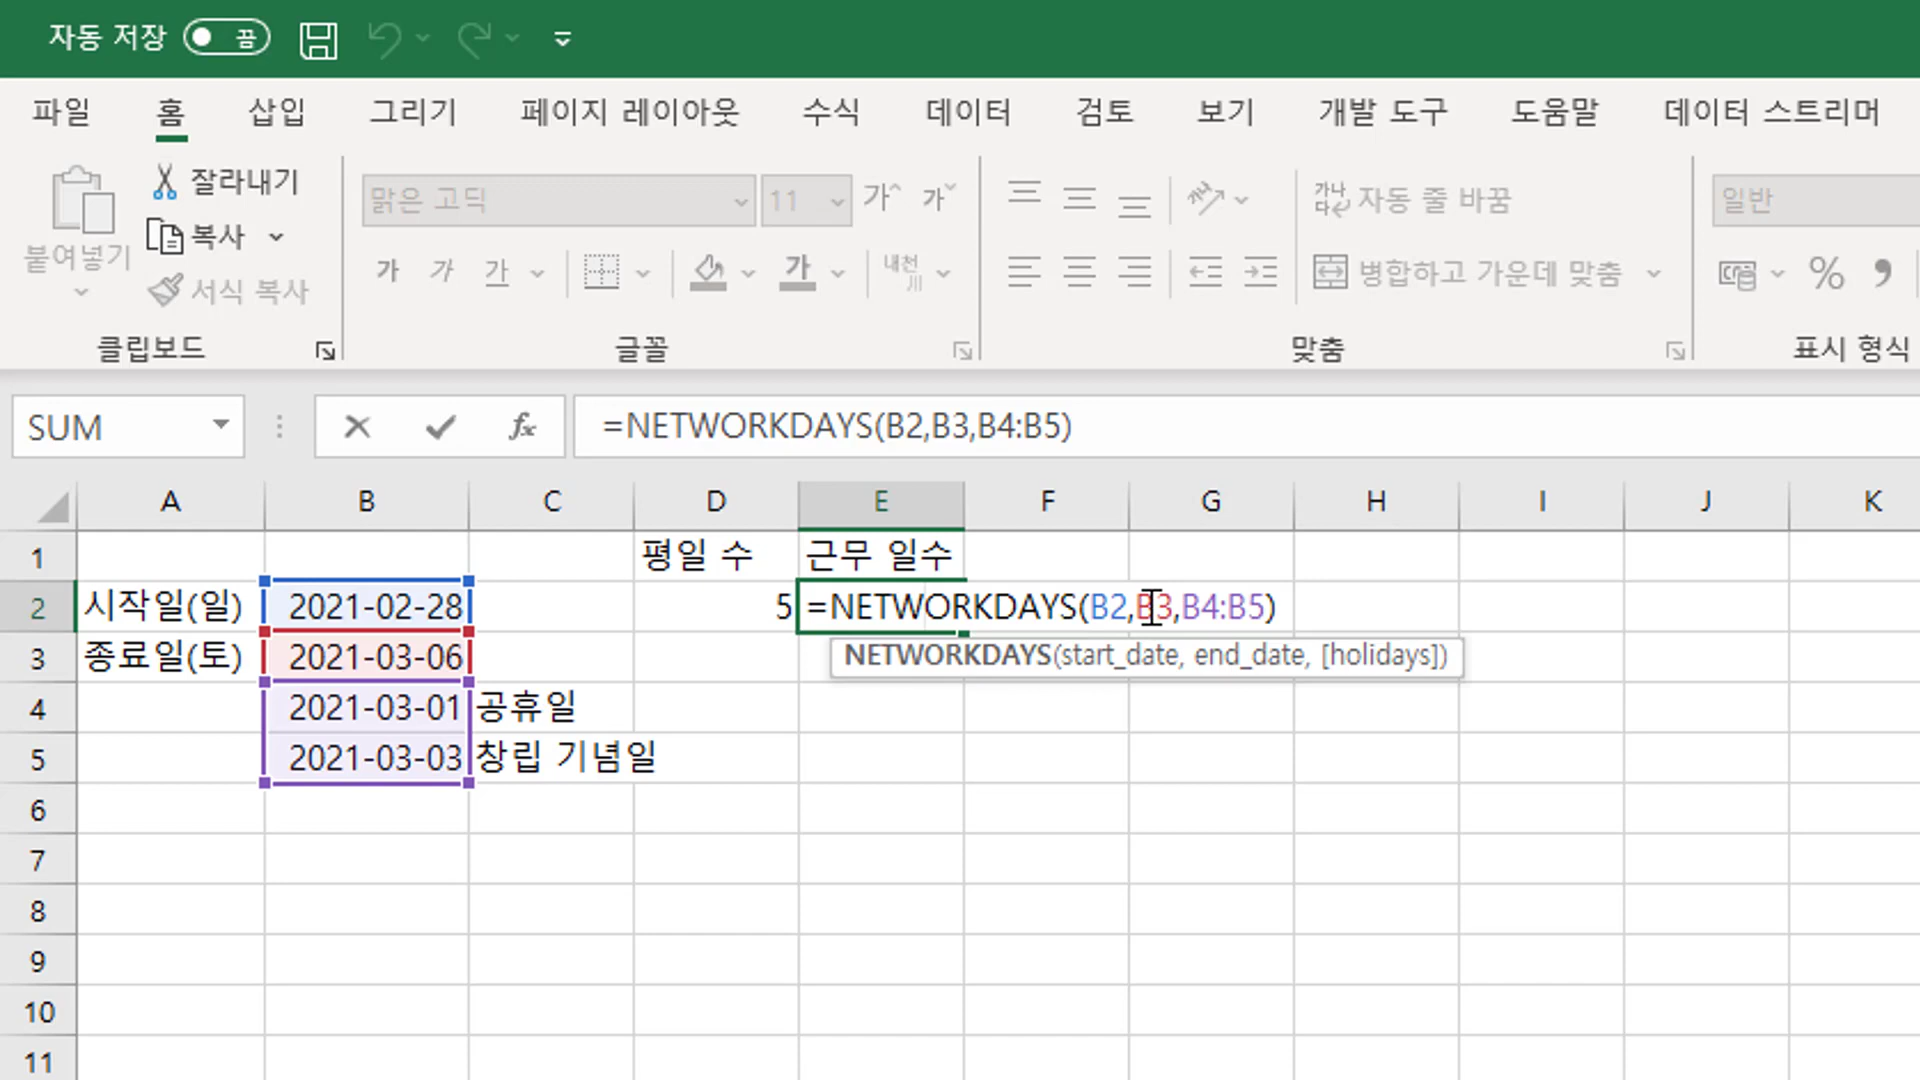 자동 저장 끔
파일 홈 삽입 그리기 페이지 레이아웃 수식 데이터 검토 보기 개발 도구 도움말 데이터 스트리머
붙여넣기
잘라내기
복사
서식 복사
클립보드
맑은 고딕 11 가 가
가 가 가 가 내천 川
글꼴
가나다 자동 줄 바꿈
병합하고 가운데 맞춤
맞춤
일반
%
표시 형식
SUM fx =NETWORKDAYS(B2,B3,B4:B5)
A B C D E F G H I J K
1 평일 수 근무 일수
2 시작일(일) 2021-02-28 5 =NETWORKDAYS(B2,B3,B4:B5)
NETWORKDAYS(start_date, end_date, [holidays])
3 종료일(토) 2021-03-06
4 2021-03-01 공휴일
5 2021-03-03 창립 기념일
6
7
8
9
10
11